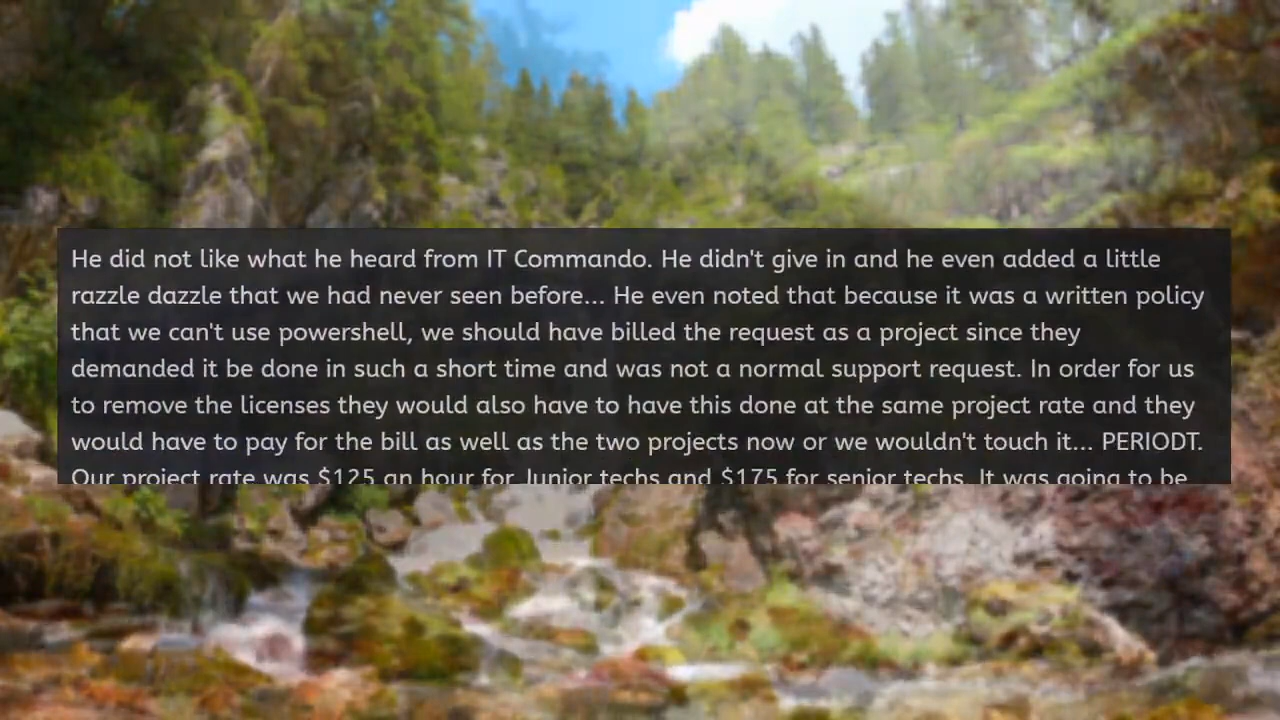 He did not like what he heard from IT Commando. He didn't give in and he even added a little
razzle dazzle that we had never seen before... He even noted that because it was a written policy
that we can't use powershell, we should have billed the request as a project since they
demanded it be done in such a short time and was not a normal support request. In order for us
to remove the licenses they would also have to have this done at the same project rate and they
would have to pay for the bill as well as the two projects now or we wouldn't touch it... PERIODT.
Our project rate was $125 an hour for Junior techs and $175 for senior techs. It was going to be